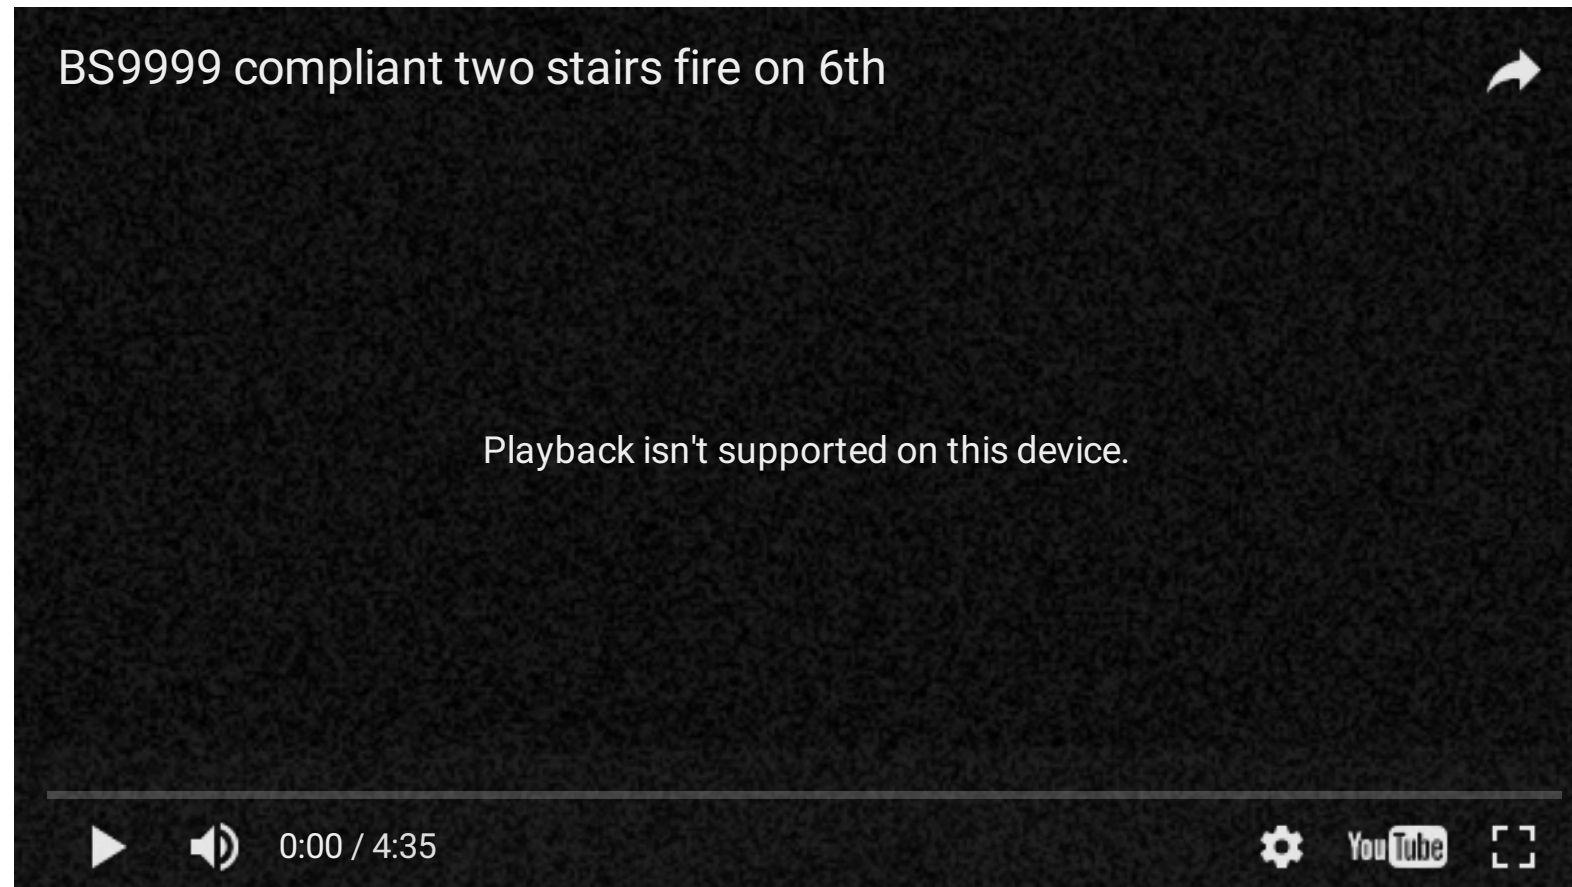 BS9999 compliant two stairs fire on 6th
Playback isn't supported on this device.
0:00 / 4:35
YouTube